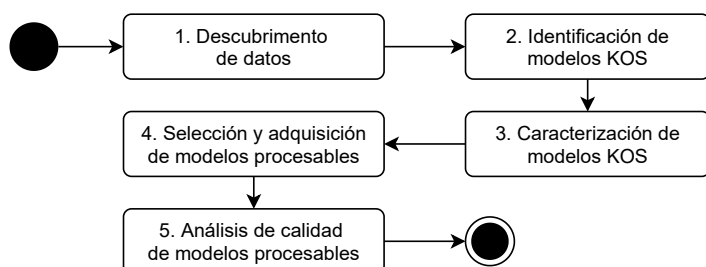 1. Descubrimento
de datos
2. Identificación de
modelos KOS
3. Caracterización de
modelos KOS
4. Selección y adquisición
de modelos procesables
5. Análisis de calidad
de modelos procesables